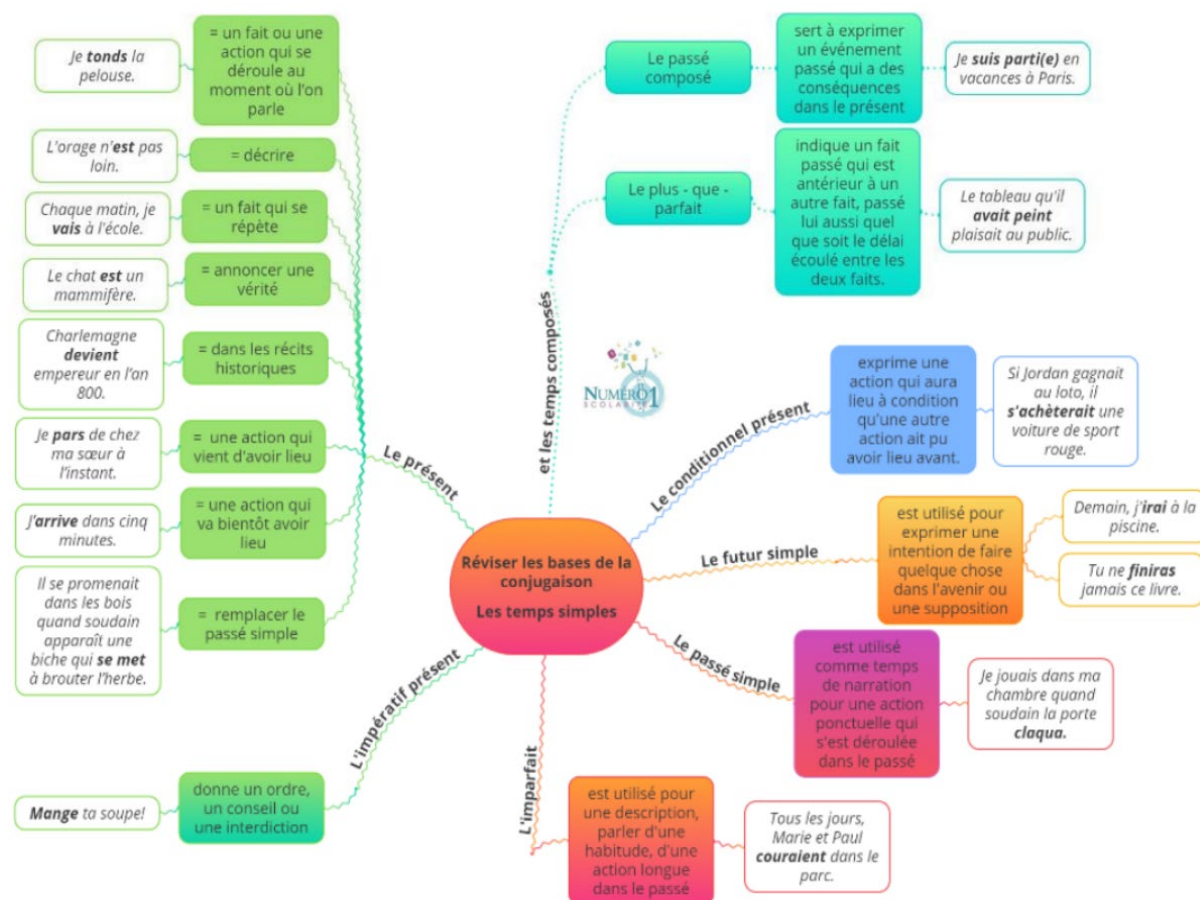 Réviser les bases de la
conjugaison
Les temps simples
Le présent
= un fait ou une
action qui se
déroule au
moment où l'on
parle
Je tonds la
pelouse.
= décrire
L'orage n'est pas
loin.
= un fait qui se
répète
Chaque matin, je
vais à l'école.
= annoncer une
vérité
Le chat est un
mammifère.
= dans les récits
historiques
Charlemagne
devient
empereur en l'an
800.
= une action qui
vient d'avoir lieu
Je pars de chez
ma sœur à
l'instant.
= une action qui
va bientôt avoir
lieu
J'arrive dans cinq
minutes.
= remplacer le
passé simple
Il se promenait
dans les bois
quand soudain
apparaît une
biche qui se met
à brouter l'herbe.
L'impératif présent
donne un ordre,
un conseil ou
une interdiction
Mange ta soupe!
et les temps composés
Le passé
composé
sert à exprimer
un événement
passé qui a des
conséquences
dans le présent
Je suis parti(e) en
vacances à Paris.
Le plus - que -
parfait
indique un fait
passé qui est
antérieur à un
autre fait, passé
lui aussi quel
que soit le délai
écoulé entre les
deux faits.
Le tableau qu'il
avait peint
plaisait au public.
NUMÉRO1
SCOLARITÉ
Le conditionnel présent
exprime une
action qui aura
lieu à condition
qu'une autre
action ait pu
avoir lieu avant.
Si Jordan gagnait
au loto, il
s'achèterait une
voiture de sport
rouge.
Le futur simple
est utilisé pour
exprimer une
intention de faire
quelque chose
dans l'avenir ou
une supposition
Demain, j'irai à la
piscine.
Tu ne finiras
jamais ce livre.
Le passé simple
est utilisé
comme temps
de narration
pour une action
ponctuelle qui
s'est déroulée
dans le passé
Je jouais dans ma
chambre quand
soudain la porte
claqua.
L'imparfait
est utilisé pour
une description,
parler d'une
habitude, d'une
action longue
dans le passé
Tous les jours,
Marie et Paul
couraient dans le
parc.